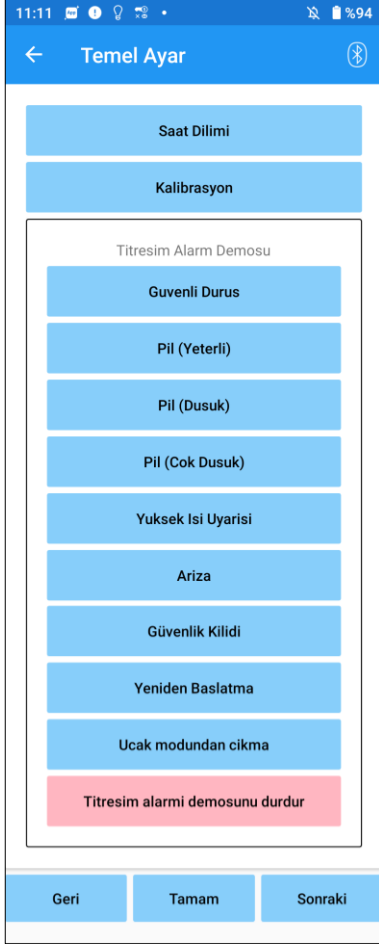 11:11 %94
Temel Ayar
Saat Dilimi
Kalibrasyon
Titresim Alarm Demosu
Guvenli Durus
Pil (Yeterli)
Pil (Dusuk)
Pil (Cok Dusuk)
Yuksek Isi Uyarisi
Ariza
Güvenlik Kilidi
Yeniden Baslatma
Ucak modundan cikma
Titresim alarmi demosunu durdur
Geri Tamam Sonraki